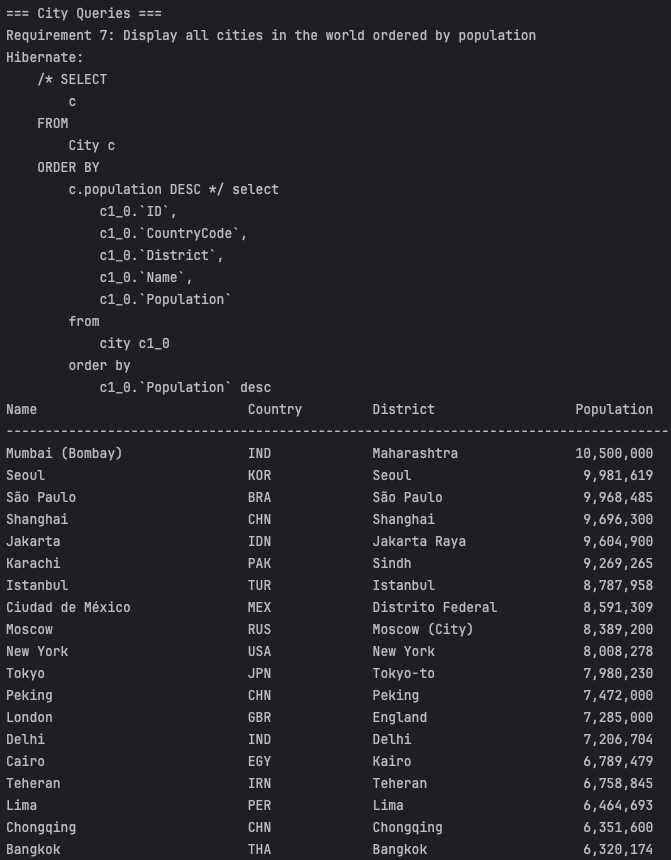 === City Queries ===
Requirement 7: Display all cities in the world ordered by population
Hibernate:
    /* SELECT
        c
    FROM
        City c
    ORDER BY
        c.population DESC */ select
            c1_0.`ID`,
            c1_0.`CountryCode`,
            c1_0.`District`,
            c1_0.`Name`,
            c1_0.`Population`
        from
            city c1_0
        order by
            c1_0.`Population` desc
Name                           Country         District                  Population
-------------------------------------------------------------------------------------
Mumbai (Bombay)                IND             Maharashtra               10,500,000
Seoul                          KOR             Seoul                      9,981,619
São Paulo                      BRA             São Paulo                  9,968,485
Shanghai                       CHN             Shanghai                   9,696,300
Jakarta                        IDN             Jakarta Raya               9,604,900
Karachi                        PAK             Sindh                      9,269,265
Istanbul                       TUR             Istanbul                   8,787,958
Ciudad de México               MEX             Distrito Federal           8,591,309
Moscow                         RUS             Moscow (City)              8,389,200
New York                       USA             New York                   8,008,278
Tokyo                          JPN             Tokyo-to                   7,980,230
Peking                         CHN             Peking                     7,472,000
London                         GBR             England                    7,285,000
Delhi                          IND             Delhi                      7,206,704
Cairo                          EGY             Kairo                      6,789,479
Teheran                        IRN             Teheran                    6,758,845
Lima                           PER             Lima                       6,464,693
Chongqing                      CHN             Chongqing                  6,351,600
Bangkok                        THA             Bangkok                    6,320,174